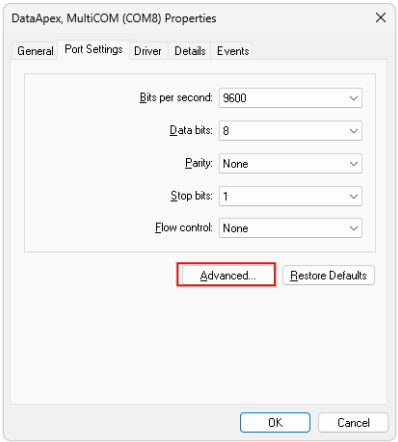 DataApex, MultiCOM (COM8) Properties
General Port Settings Driver Details Events
Bits per second: 9600
Data bits: 8
Parity: None
Stop bits: 1
Flow control: None
Advanced... Restore Defaults
OK Cancel